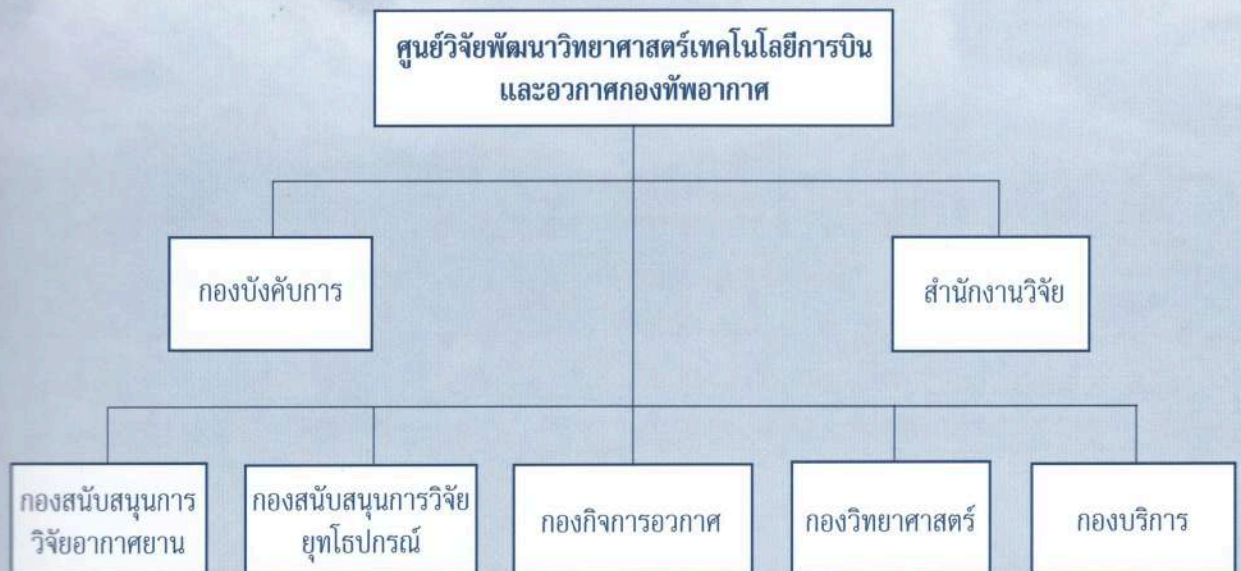 ศูนย์วิจัยพัฒนาวิทยาศาสตร์เทคโนโลยีการบิน
และอวกาศกองทัพอากาศ
กองบังคับการ
สำนักงานวิจัย
กองสนับสนุนการ
วิจัยอากาศยาน
กองสนับสนุนการวิจัย
ยุทโธปกรณ์
กองกิจการอวกาศ
กองวิทยาศาสตร์
กองบริการ